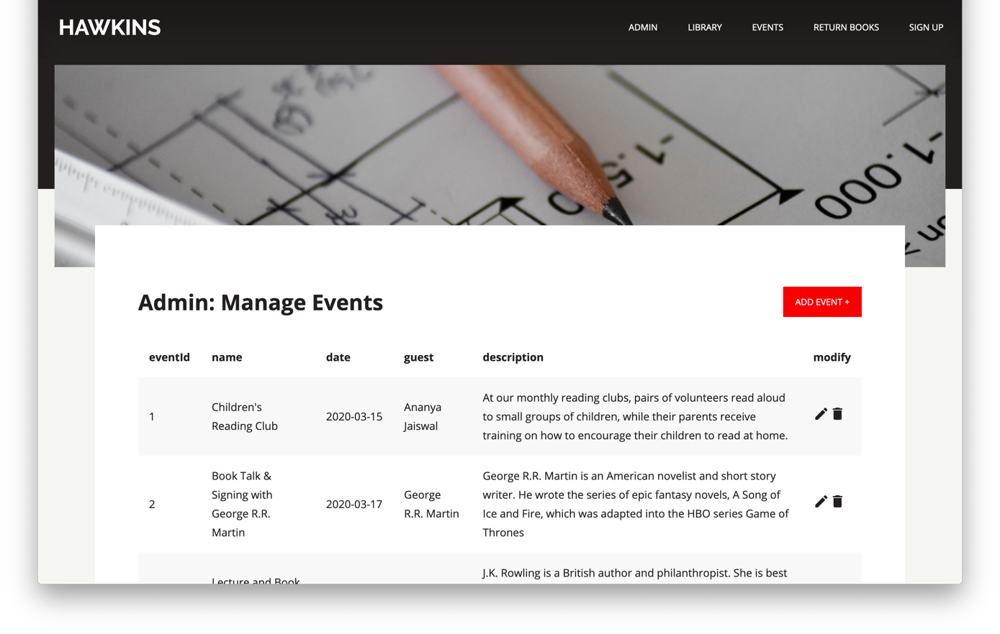 HAWKINS
ADMIN LIBRARY EVENTS RETURN BOOKS SIGN UP
-1.5
-1.000
Admin: Manage Events
ADD EVENT +
eventId name date guest description modify
1
Children's
Reading Club
2020-03-15
Ananya
Jaiswal
At our monthly reading clubs, pairs of volunteers read aloud
to small groups of children, while their parents receive
training on how to encourage their children to read at home.
2
Book Talk &
Signing with
George R.R.
Martin
2020-03-17
George
R.R. Martin
George R.R. Martin is an American novelist and short story
writer. He wrote the series of epic fantasy novels, A Song of
Ice and Fire, which was adapted into the HBO series Game of
Thrones
Lecture and Book
J.K. Rowling is a British author and philanthropist. She is best